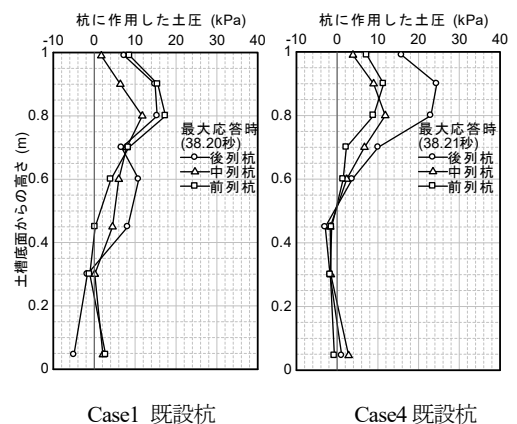 杭に作用した土圧 (kPa)
-10 0 10 20 30 40
土槽底面からの高さ (m)
1
0.8
0.6
0.4
0.2
0
最大応答時
(38.20秒)
後列杭
中列杭
前列杭
Case1 既設杭
杭に作用した土圧 (kPa)
-10 0 10 20 30 40
1
0.8
0.6
0.4
0.2
0
最大応答時
(38.21秒)
後列杭
中列杭
前列杭
Case4 既設杭